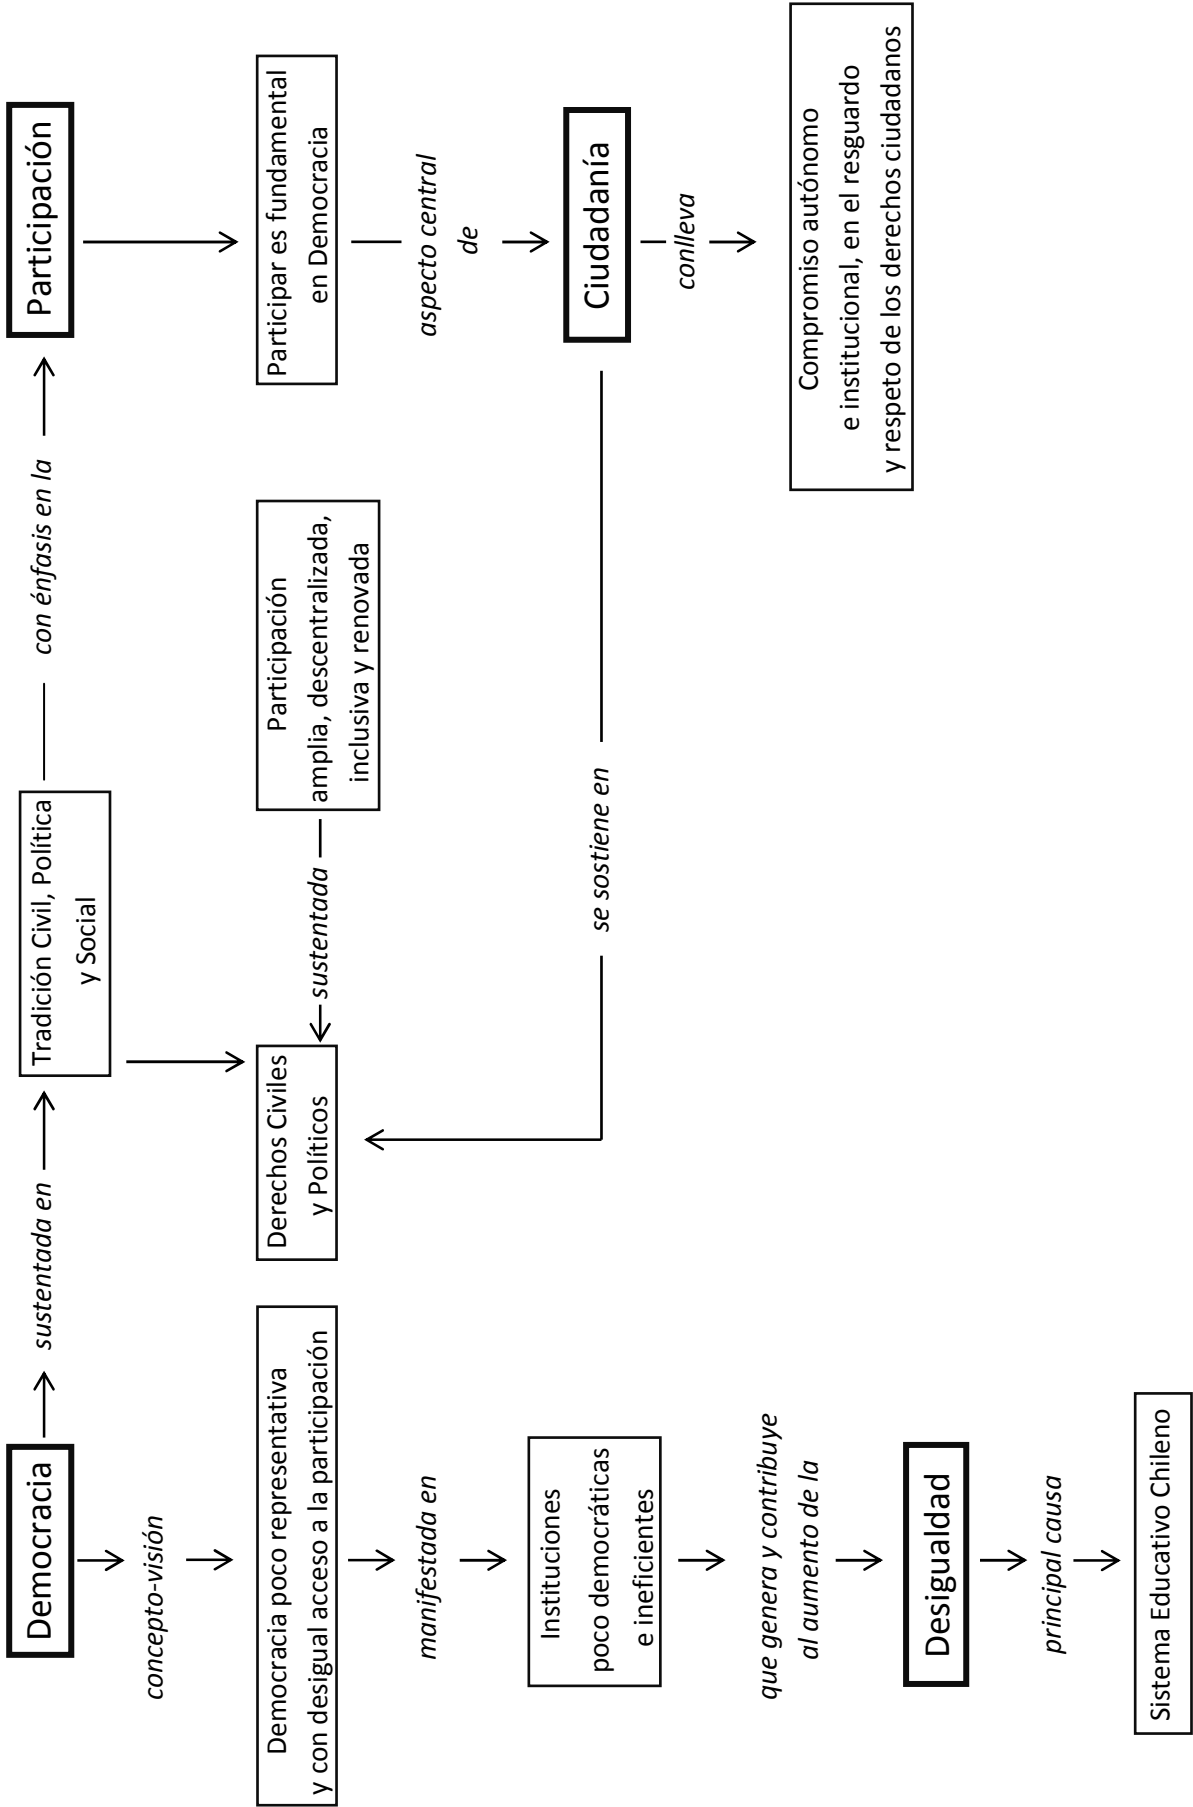 Democracia
sustentada en
Tradición Civil, Política
y Social
con énfasis en la
Participación
concepto-visión
Democracia poco representativa
y con desigual acceso a la participación
Derechos Civiles
y Políticos
sustentada
Participación
amplia, descentralizada,
inclusiva y renovada
Participar es fundamental
en Democracia
manifestada en
aspecto central
de
Instituciones
poco democráticas
e ineficientes
se sostiene en
Ciudadanía
conlleva
que genera y contribuye
al aumento de la
Compromiso autónomo
e institucional, en el resguardo
y respeto de los derechos ciudadanos
Desigualdad
principal causa
Sistema Educativo Chileno